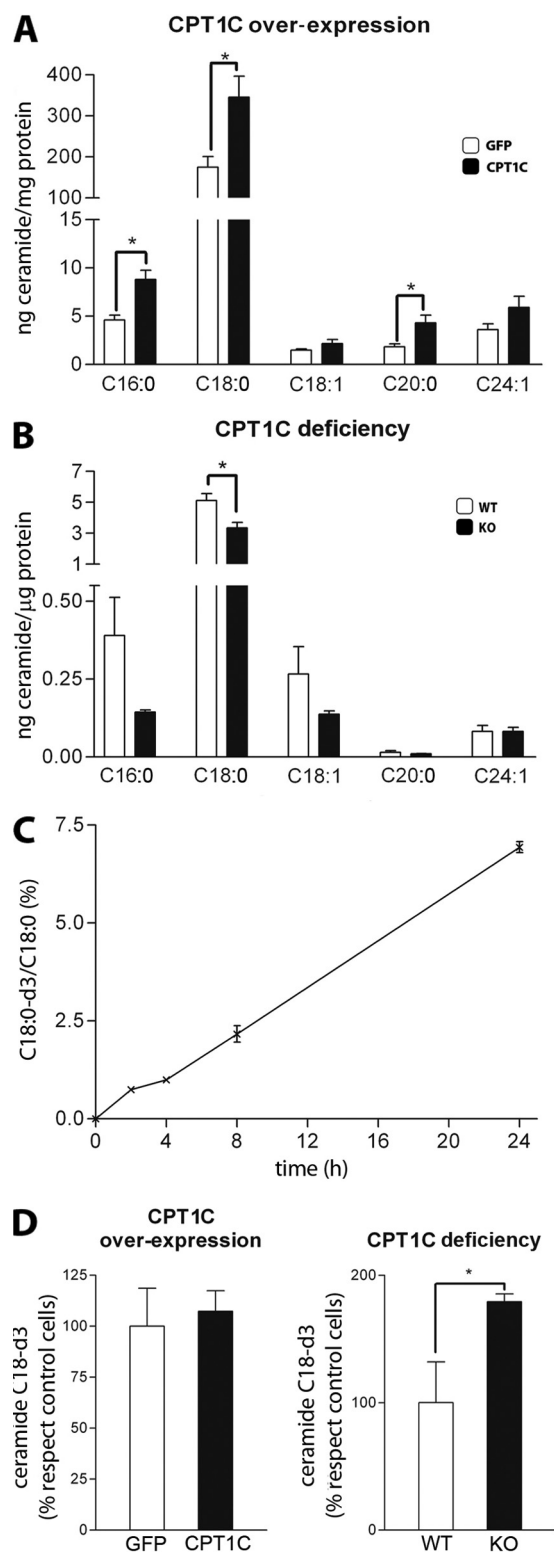 A
CPT1C over-expression
ng ceramide/mg protein
400
300
200
100
15
10
5
0
*
*
*
GFP
CPT1C
C16:0
C18:0
C18:1
C20:0
C24:1
B
CPT1C deficiency
ng ceramide/µg protein
7
5
3
1
0.50
0.25
0.00
*
WT
KO
C16:0
C18:0
C18:1
C20:0
C24:1
C
C18:0-d3/C18:0 (%)
7.5
5.0
2.5
0.0
0
4
8
12
16
20
24
time (h)
D
CPT1C
over-expression
ceramide C18-d3
(% respect control cells)
125
100
75
50
25
0
GFP
CPT1C
CPT1C deficiency
ceramide C18-d3
(% respect control cells)
200
100
0
*
WT
KO